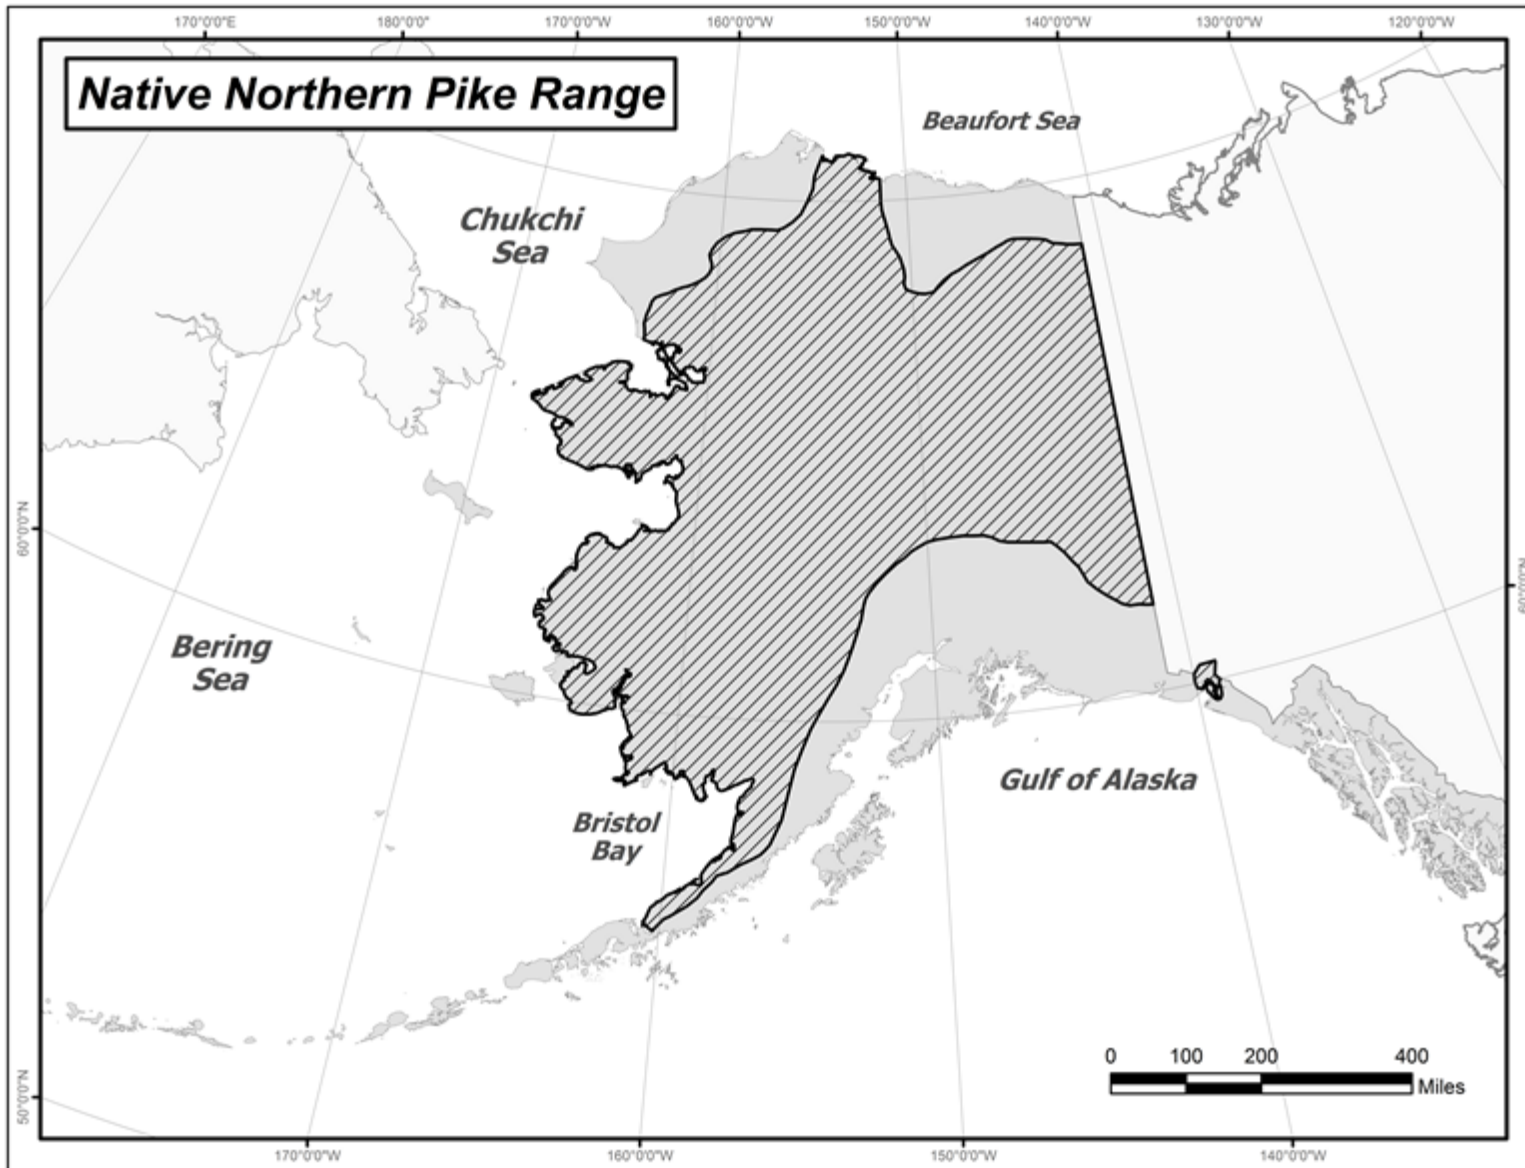 170°0'0"E 180°0'0" 170°0'0"W 160°0'0"W 150°0'0"W 140°0'0"W 130°0'0"W 120°0'0"W
Native Northern Pike Range
Beaufort Sea
Chukchi
Sea
60°0'0"N
60°0'0"N
Bering
Sea
Gulf of Alaska
Bristol
Bay
0 100 200 400
Miles
50°0'0"N
170°0'0"W 160°0'0"W 150°0'0"W 140°0'0"W